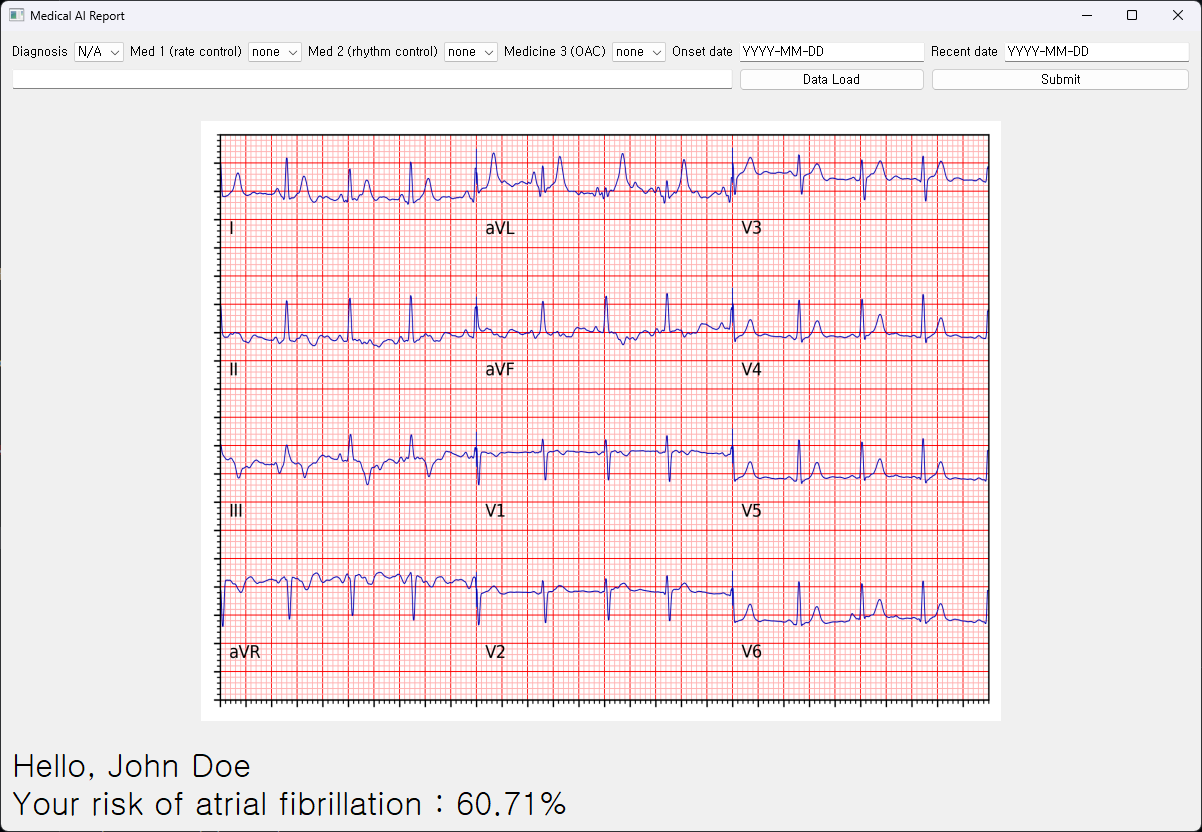 Medical AI Report
Diagnosis N/A Med 1 (rate control) none Med 2 (rhythm control) none Medicine 3 (OAC) none Onset date YYYY-MM-DD Recent date YYYY-MM-DD
Data Load Submit
I aVL V3
II aVF V4
III V1 V5
aVR V2 V6
Hello, John Doe
Your risk of atrial fibrillation : 60.71%